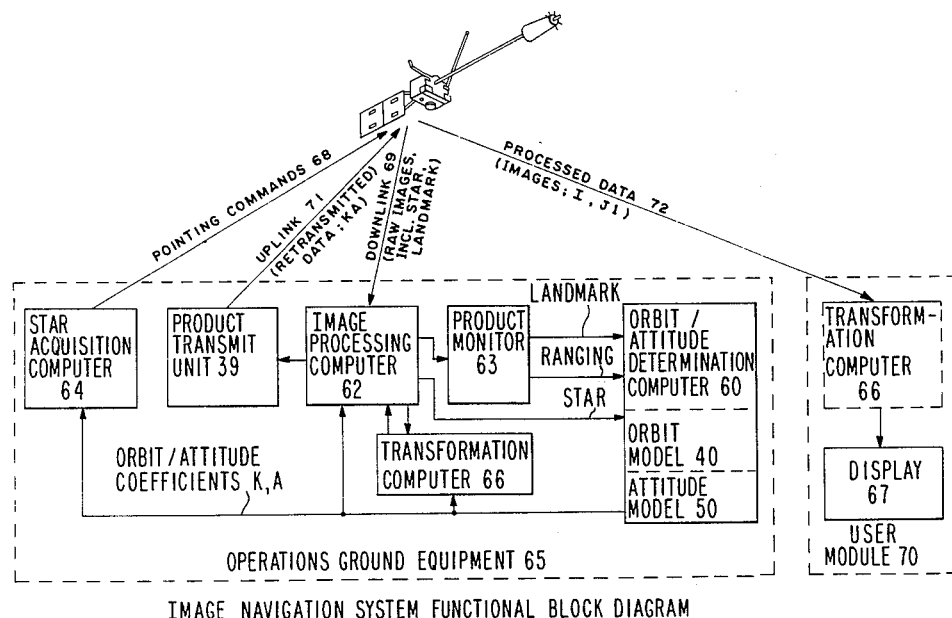 POINTING COMMANDS 68
UPLINK 71
(RETRANSMITTED)
DATA; KA)
DOWNLINK 69
(RAW IMAGES,
INCL. STAR,
LANDMARK)
PROCESSED DATA 72
(IMAGES; I, J1)
STAR
ACQUISITION
COMPUTER
64
PRODUCT
TRANSMIT
UNIT 39
IMAGE
PROCESSING
COMPUTER
62
PRODUCT
MONITOR
63
LANDMARK
RANGING
STAR
ORBIT /
ATTITUDE
DETERMINATION
COMPUTER 60
ORBIT
MODEL 40
ATTITUDE
MODEL 50
TRANSFORMATION
COMPUTER 66
ORBIT/ATTITUDE
COEFFICIENTS K,A
OPERATIONS GROUND EQUIPMENT 65
TRANSFORM-
ATION
COMPUTER
66
DISPLAY
67
USER
MODULE 70
IMAGE NAVIGATION SYSTEM FUNCTIONAL BLOCK DIAGRAM